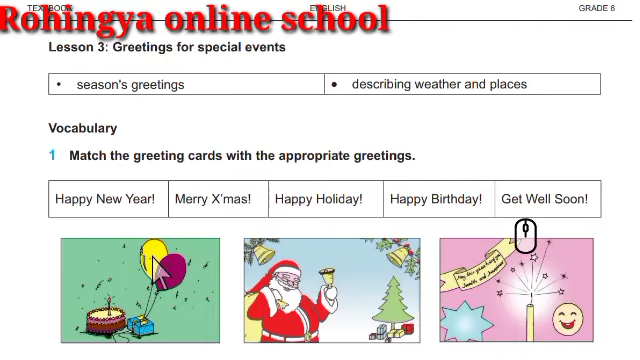 TEXTBOOK ENGLISH GRADE 6
Rohingya online school
Lesson 3: Greetings for special events
• season's greetings ● describing weather and places
Vocabulary
1 Match the greeting cards with the appropriate greetings.
Happy New Year! Merry X'mas! Happy Holiday! Happy Birthday! Get Well Soon!